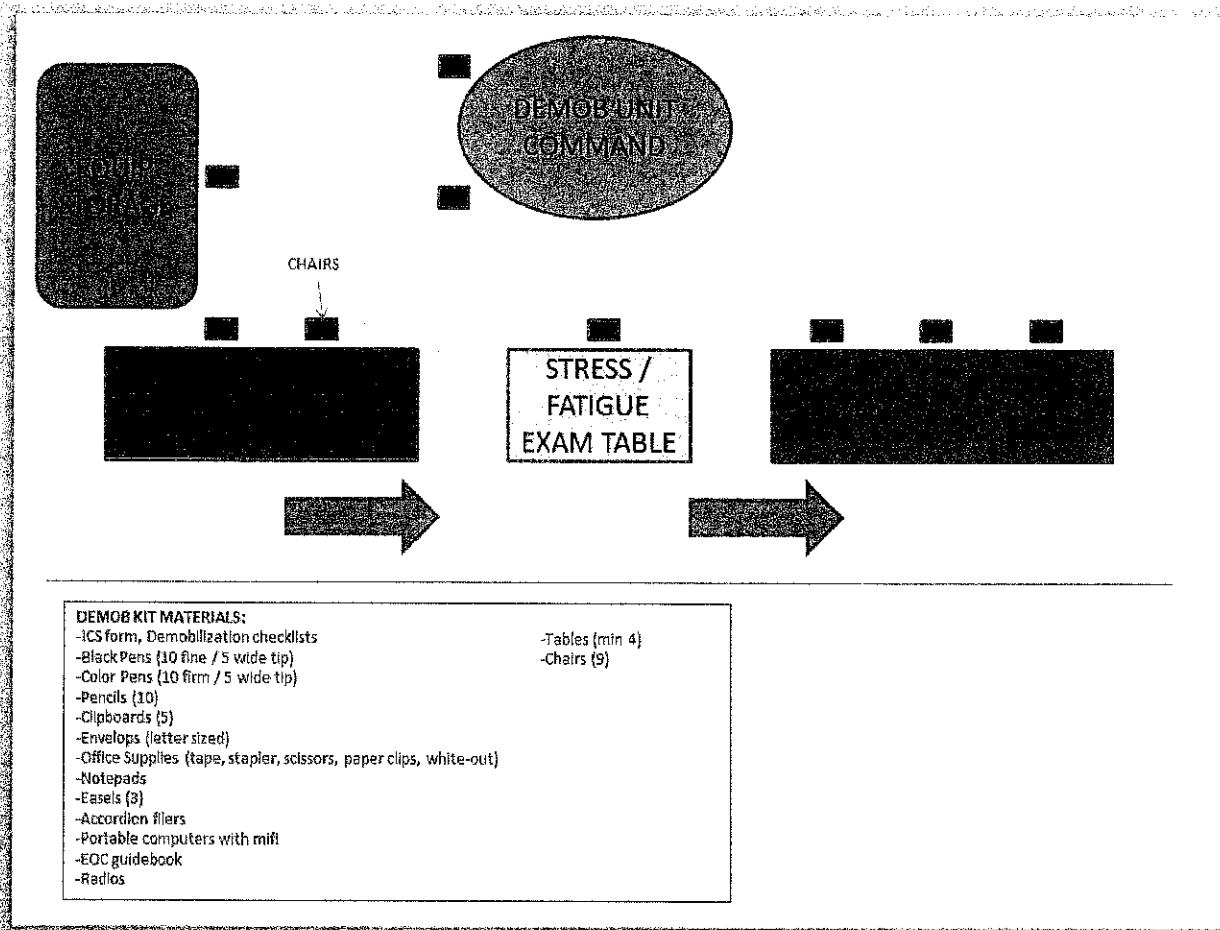 DEMOB UNIT
COMMAND
EQUIP
STORAGE
CHAIRS
STRESS /
FATIGUE
EXAM TABLE
DEMOB KIT MATERIALS:
-ICS form, Demobilization checklists
-Black Pens (10 fine / 5 wide tip)
-Color Pens (10 firm / 5 wide tip)
-Pencils (10)
-Clipboards (5)
-Envelops (letter sized)
-Office Supplies (tape, stapler, scissors, paper clips, white-out)
-Notepads
-Easels (3)
-Accordion filers
-Portable computers with mifi
-EOC guidebook
-Radios
-Tables (min 4)
-Chairs (9)